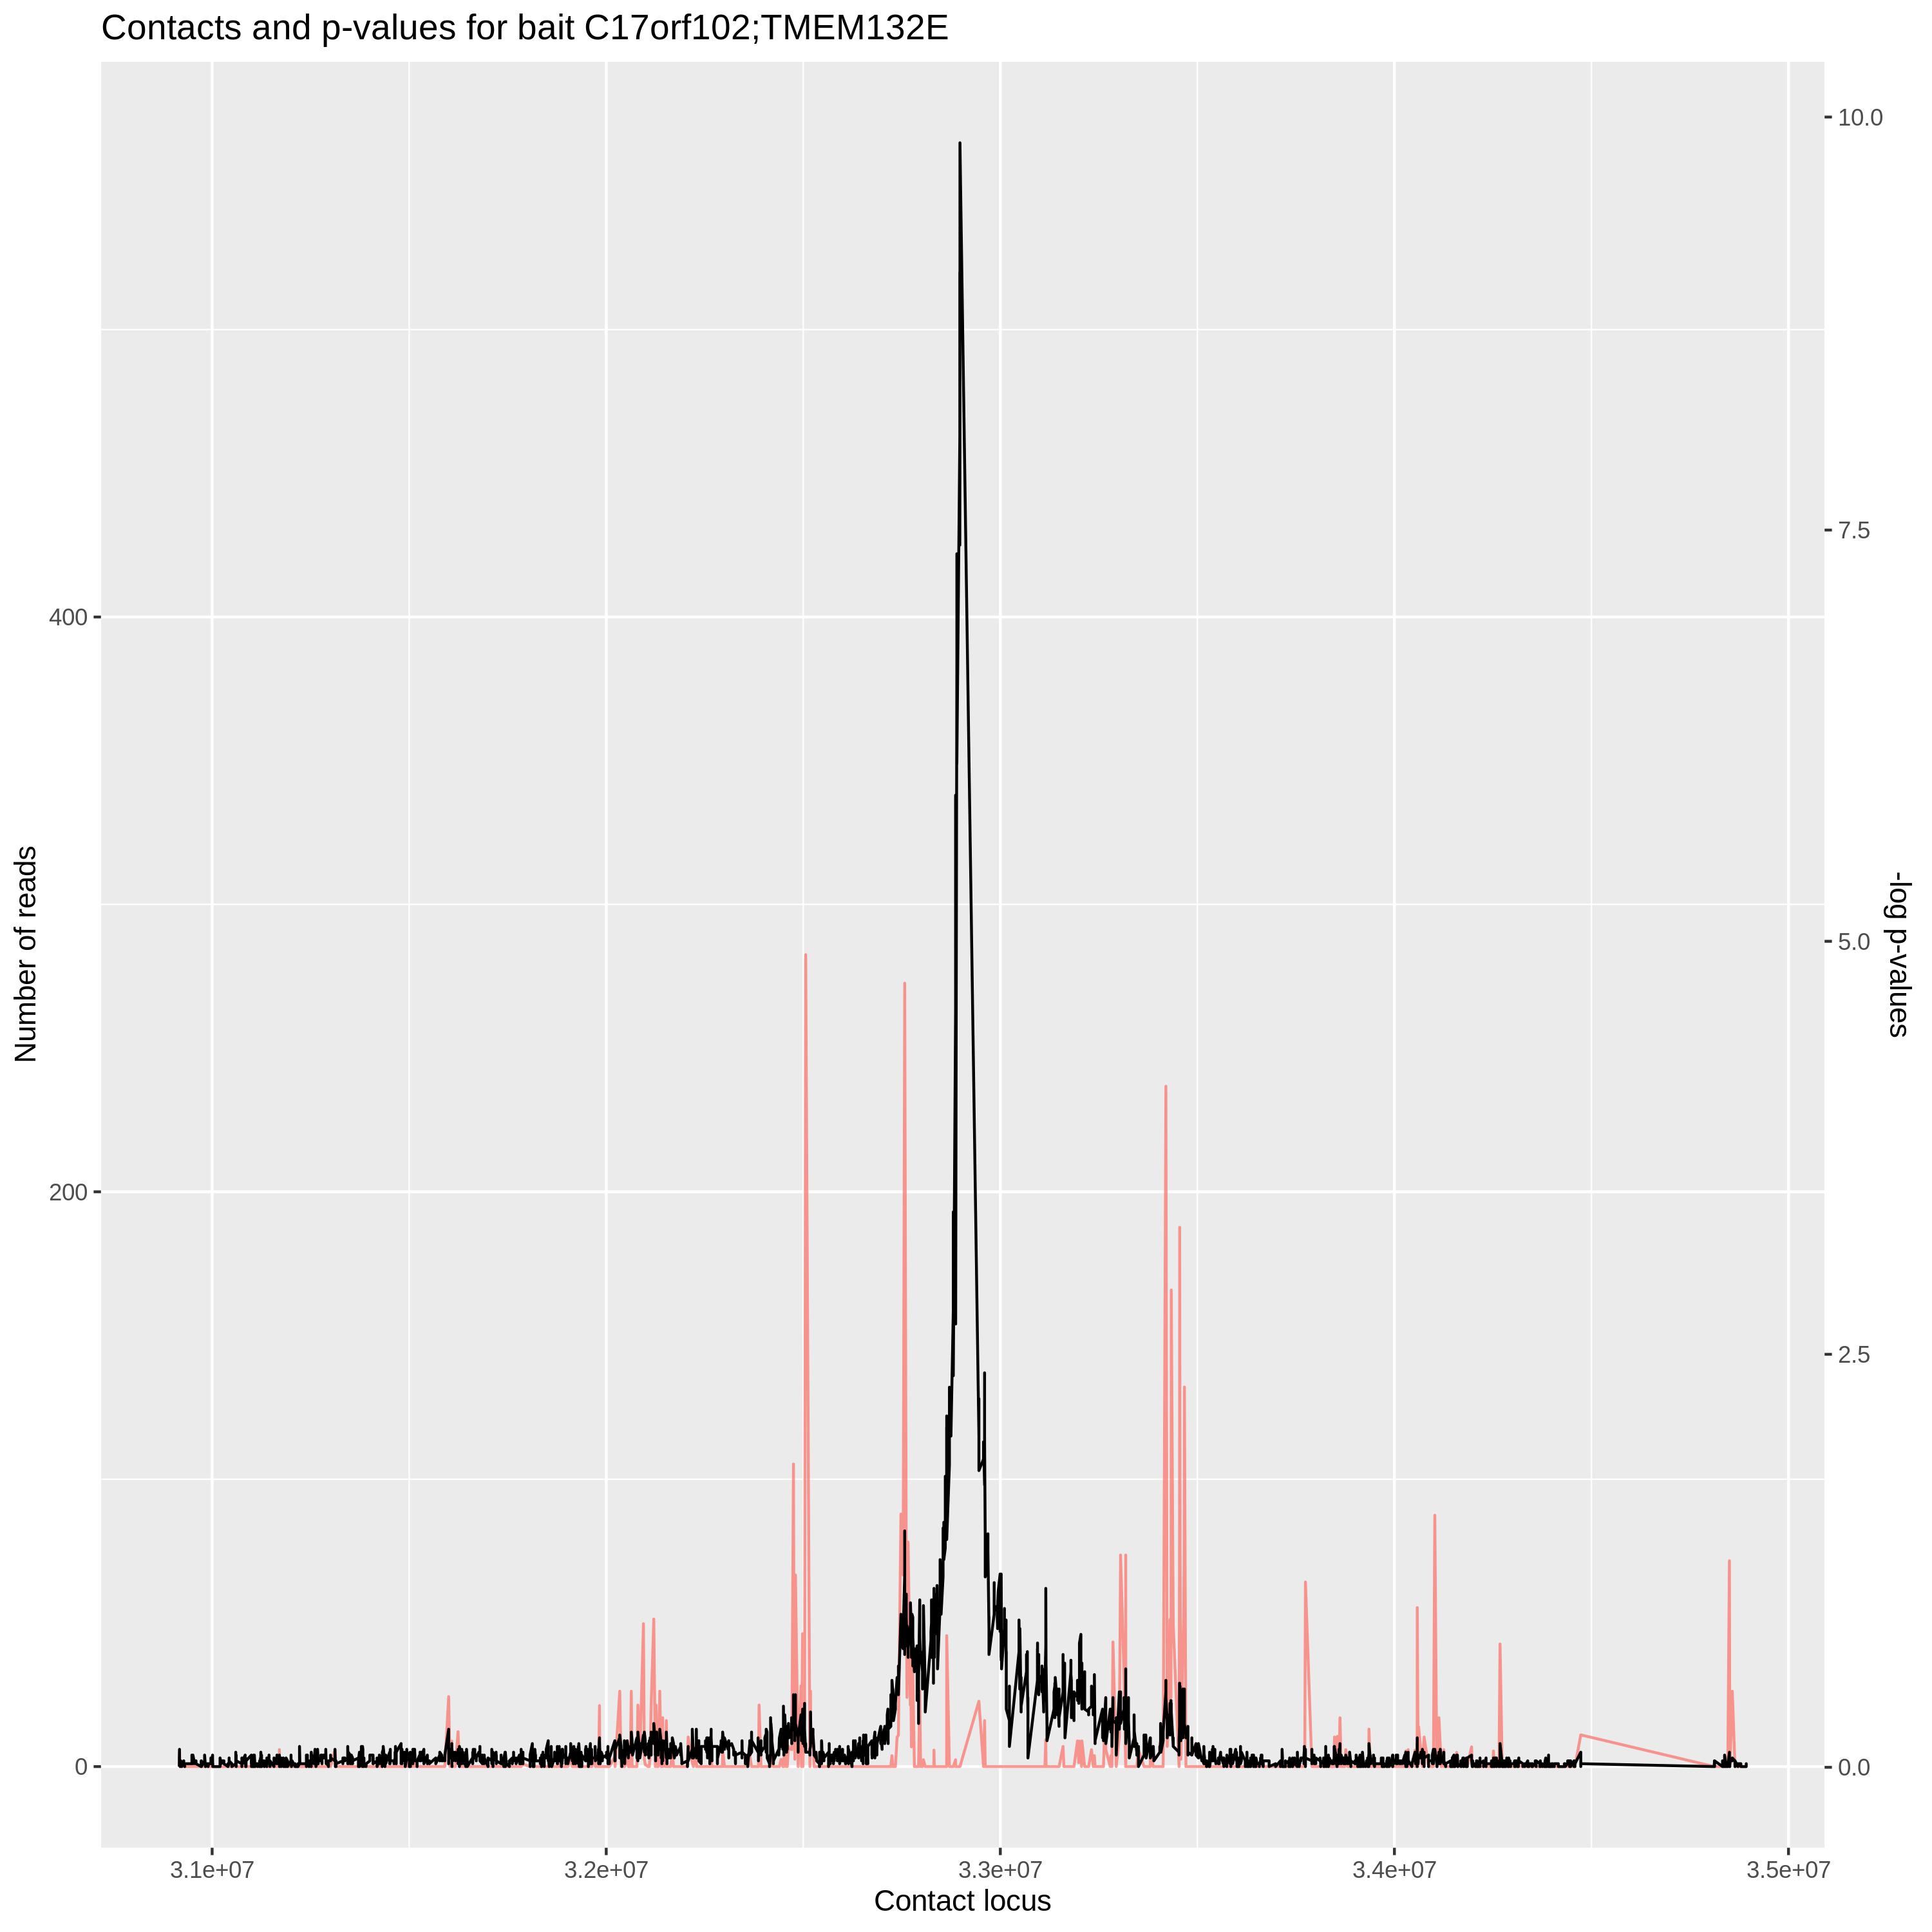 Contacts and p-values for bait C17orf102;TMEM132E
10.0
7.5
400
5.0
Number of reads
-log p-values
200
2.5
0
0.0
3.1e+07 3.2e+07 3.3e+07 3.4e+07 3.5e+07
Contact locus